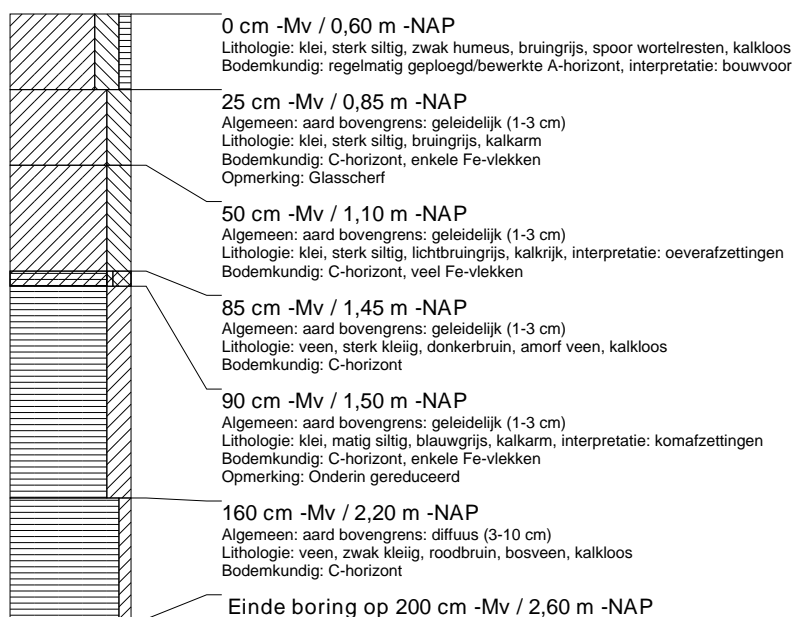 0 cm -Mv / 0,60 m -NAP
Lithologie: klei, sterk siltig, zwak humeus, bruingrijs, spoor wortelresten, kalkloos
Bodemkundig: regelmatig geploegd/bewerkte A-horizont, interpretatie: bouwvoor
25 cm -Mv / 0,85 m -NAP
Algemeen: aard bovengrens: geleidelijk (1-3 cm)
Lithologie: klei, sterk siltig, bruingrijs, kalkarm
Bodemkundig: C-horizont, enkele Fe-vlekken
Opmerking: Glasscherf
50 cm -Mv / 1,10 m -NAP
Algemeen: aard bovengrens: geleidelijk (1-3 cm)
Lithologie: klei, sterk siltig, lichtbruingrijs, kalkrijk, interpretatie: oeverafzettingen
Bodemkundig: C-horizont, veel Fe-vlekken
85 cm -Mv / 1,45 m -NAP
Algemeen: aard bovengrens: geleidelijk (1-3 cm)
Lithologie: veen, sterk kleiig, donkerbruin, amorf veen, kalkloos
Bodemkundig: C-horizont
90 cm -Mv / 1,50 m -NAP
Algemeen: aard bovengrens: geleidelijk (1-3 cm)
Lithologie: klei, matig siltig, blauwgrijs, kalkarm, interpretatie: komafzettingen
Bodemkundig: C-horizont, enkele Fe-vlekken
Opmerking: Onderin gereduceerd
160 cm -Mv / 2,20 m -NAP
Algemeen: aard bovengrens: diffuus (3-10 cm)
Lithologie: veen, zwak kleiig, roodbruin, bosveen, kalkloos
Bodemkundig: C-horizont
Einde boring op 200 cm -Mv / 2,60 m -NAP